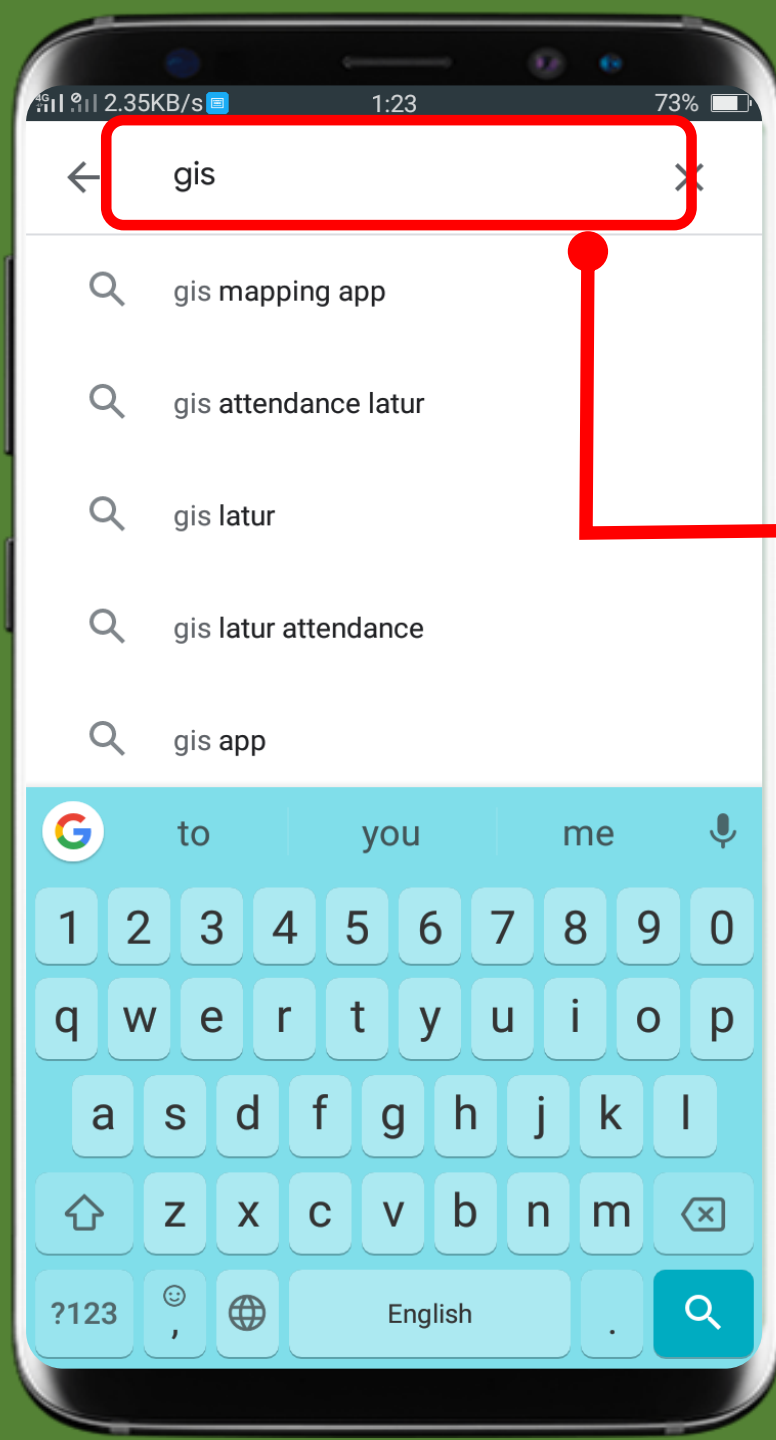 4G 2.35KB/s 1:23 73%
gis
gis mapping app
gis attendance latur
gis latur
gis latur attendance
gis app
G to you me
1 2 3 4 5 6 7 8 9 0
q w e r t y u i o p
a s d f g h j k l
z x c v b n m
?123 , English .